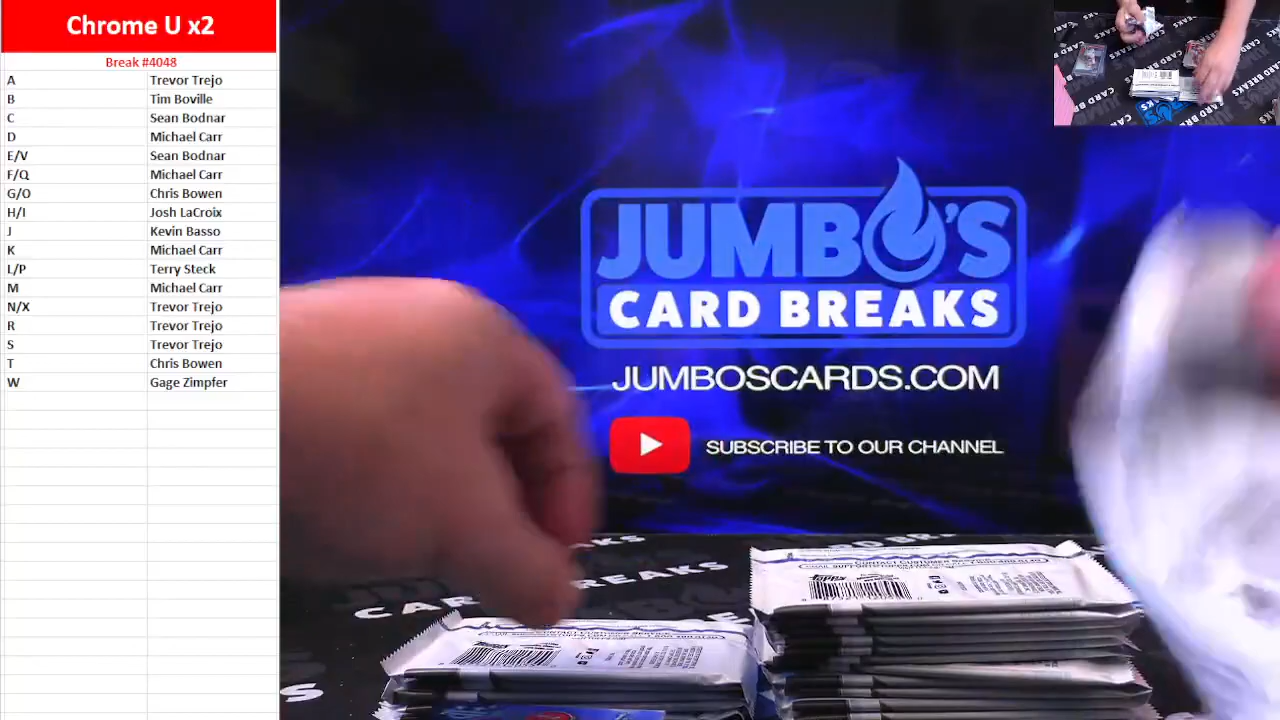 Chrome U x2
Break #4048
A Trevor Trejo
B Tim Boville
C Sean Bodnar
D Michael Carr
E/V Sean Bodnar
F/Q Michael Carr
G/O Chris Bowen
H/I Josh LaCroix
J Kevin Basso
K Michael Carr
L/P Terry Steck
M Michael Carr
N/X Trevor Trejo
R Trevor Trejo
S Trevor Trejo
T Chris Bowen
W Gage Zimpfer
JUMBO'S
CARD BREAKS
JUMBOSCARDS.COM
SUBSCRIBE TO OUR CHANNEL
CARD BREAKS